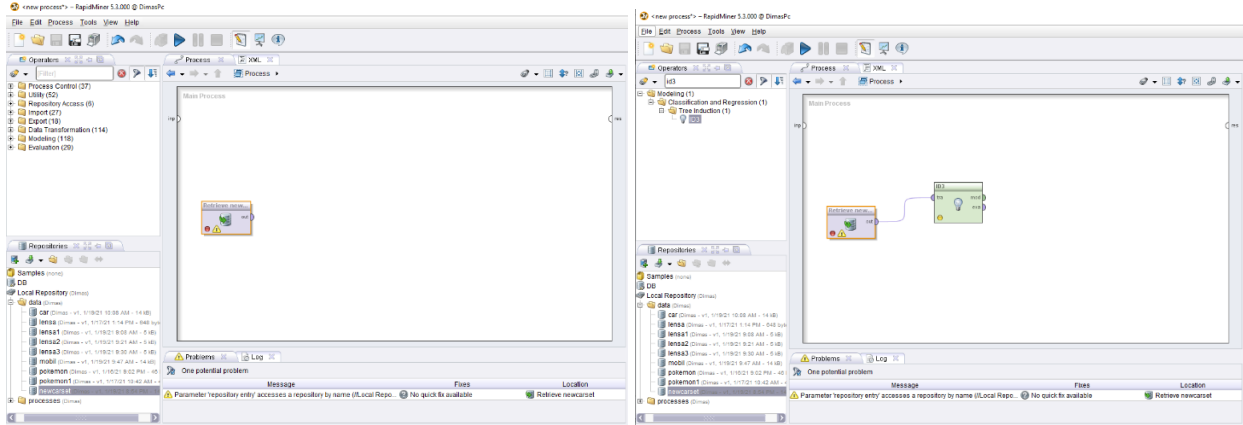 <new process*> – RapidMiner 5.3.000 @ DimasPc
File Edit Process Tools View Help
Operators
Process
XML
[Filter]
Process
Process Control (37)
Utility (52)
Repository Access (6)
Import (27)
Export (18)
Data Transformation (114)
Modeling (118)
Evaluation (29)
Main Process
inp
res
Retrieve new...
out
Repositories
Samples (none)
DB
Local Repository (Dimas)
data (Dimas)
car (Dimas - v1, 1/19/21 10:08 AM - 14 kB)
lensa (Dimas - v1, 1/17/21 1:14 PM - 846 byt
lensa1 (Dimas - v1, 1/19/21 9:08 AM - 5 kB)
lensa2 (Dimas - v1, 1/19/21 9:21 AM - 5 kB)
lensa3 (Dimas - v1, 1/19/21 9:30 AM - 5 kB)
mobil (Dimas - v1, 1/19/21 9:47 AM - 14 kB)
pokemon (Dimas - v1, 1/16/21 9:02 PM - 45
pokemon1 (Dimas - v1, 1/17/21 10:42 AM - 4
newcarset
processes (Dimas)
Problems
Log
One potential problem
Message Fixes Location
Parameter 'repository entry' accesses a repository by name (//Local Repo... No quick fix available Retrieve newcarset
<new process*> – RapidMiner 5.3.000 @ DimasPc
File Edit Process Tools View Help
Operators
Process
XML
id3
Process
Modeling (1)
Classification and Regression (1)
Tree Induction (1)
ID3
Main Process
inp
res
ID3
tra
mod
exa
Retrieve new...
out
Repositories
Samples (none)
DB
Local Repository (Dimas)
data (Dimas)
car (Dimas - v1, 1/19/21 10:08 AM - 14 kB)
lensa (Dimas - v1, 1/17/21 1:14 PM - 846 byt
lensa1 (Dimas - v1, 1/19/21 9:08 AM - 5 kB)
lensa2 (Dimas - v1, 1/19/21 9:21 AM - 5 kB)
lensa3 (Dimas - v1, 1/19/21 9:30 AM - 5 kB)
mobil (Dimas - v1, 1/19/21 9:47 AM - 14 kB)
pokemon (Dimas - v1, 1/16/21 9:02 PM - 45
pokemon1 (Dimas - v1, 1/17/21 10:42 AM - 4
newcarset
processes (Dimas)
Problems
Log
One potential problem
Message Fixes Location
Parameter 'repository entry' accesses a repository by name (//Local Repo... No quick fix available Retrieve newcarset